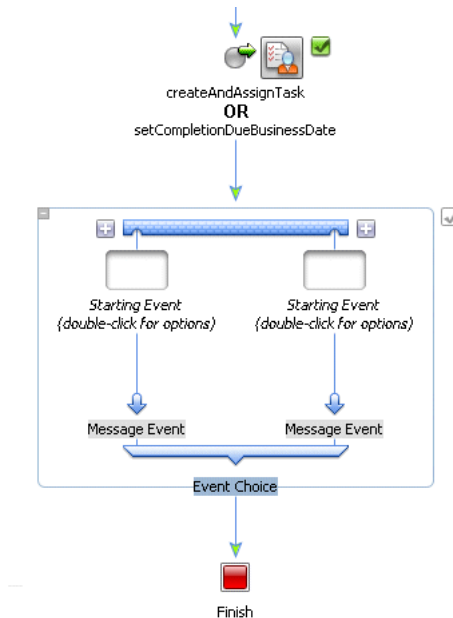 createAndAssignTask
OR
setCompletionDueBusinessDate
Starting Event
(double-click for options)
Starting Event
(double-click for options)
Message Event
Message Event
Event Choice
Finish